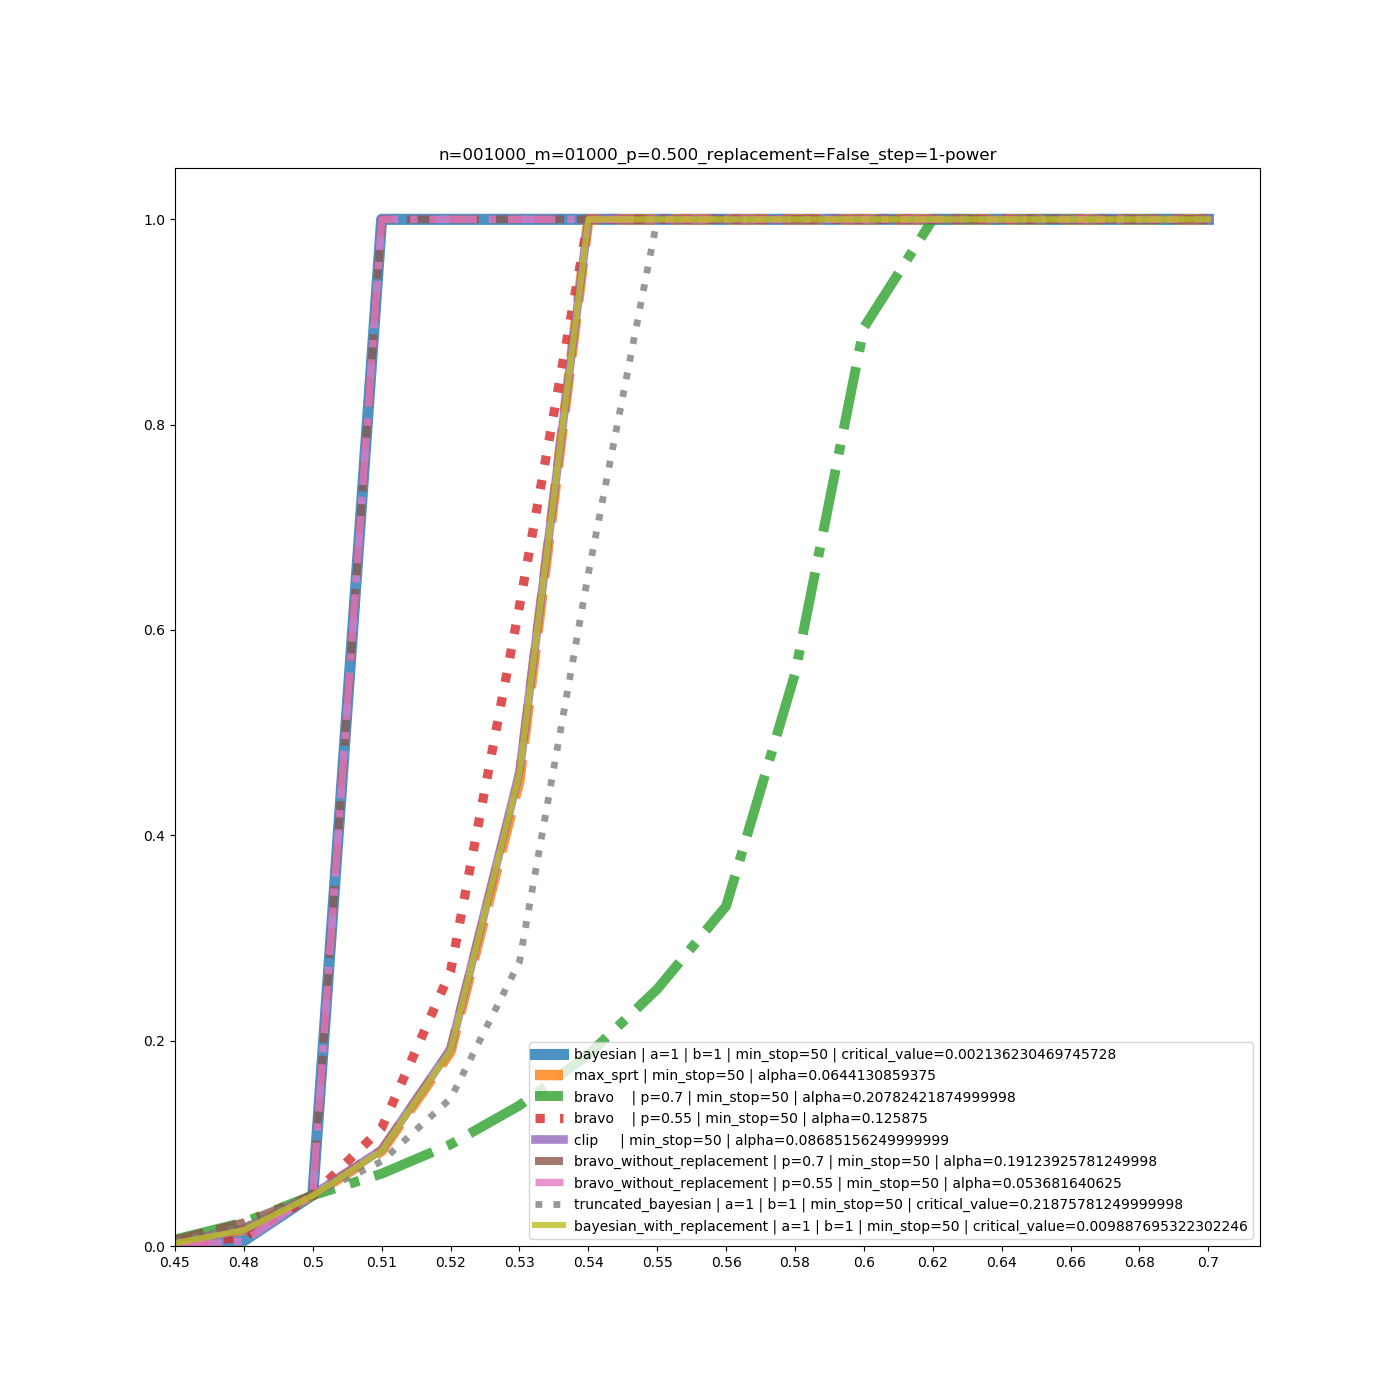 n=001000_m=01000_p=0.500_replacement=False_step=1-power
1.0
0.8
0.6
0.4
0.2
0.0
bayesian | a=1 | b=1 | min_stop=50 | critical_value=0.002136230469745728
max_sprt | min_stop=50 | alpha=0.0644130859375
bravo | p=0.7 | min_stop=50 | alpha=0.20782421874999998
bravo | p=0.55 | min_stop=50 | alpha=0.125875
clip | min_stop=50 | alpha=0.08685156249999999
bravo_without_replacement | p=0.7 | min_stop=50 | alpha=0.19123925781249998
bravo_without_replacement | p=0.55 | min_stop=50 | alpha=0.053681640625
truncated_bayesian | a=1 | b=1 | min_stop=50 | critical_value=0.21875781249999998
bayesian_with_replacement | a=1 | b=1 | min_stop=50 | critical_value=0.009887695322302246
0.45 0.48 0.5 0.51 0.52 0.53 0.54 0.55 0.56 0.58 0.6 0.62 0.64 0.66 0.68 0.7